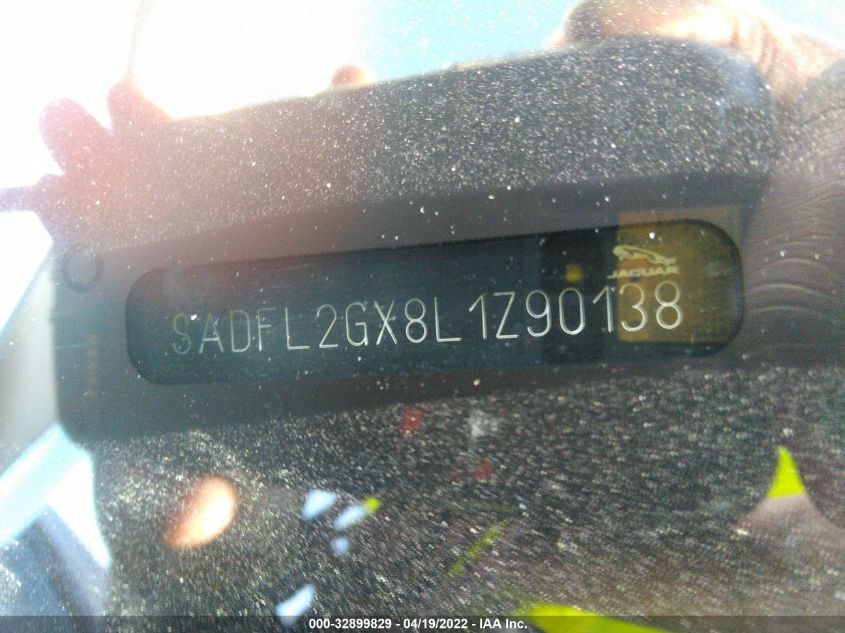 JAGUAR
SADFL2GX8L1Z90138
000-32899829 - 04/19/2022 - IAA Inc.